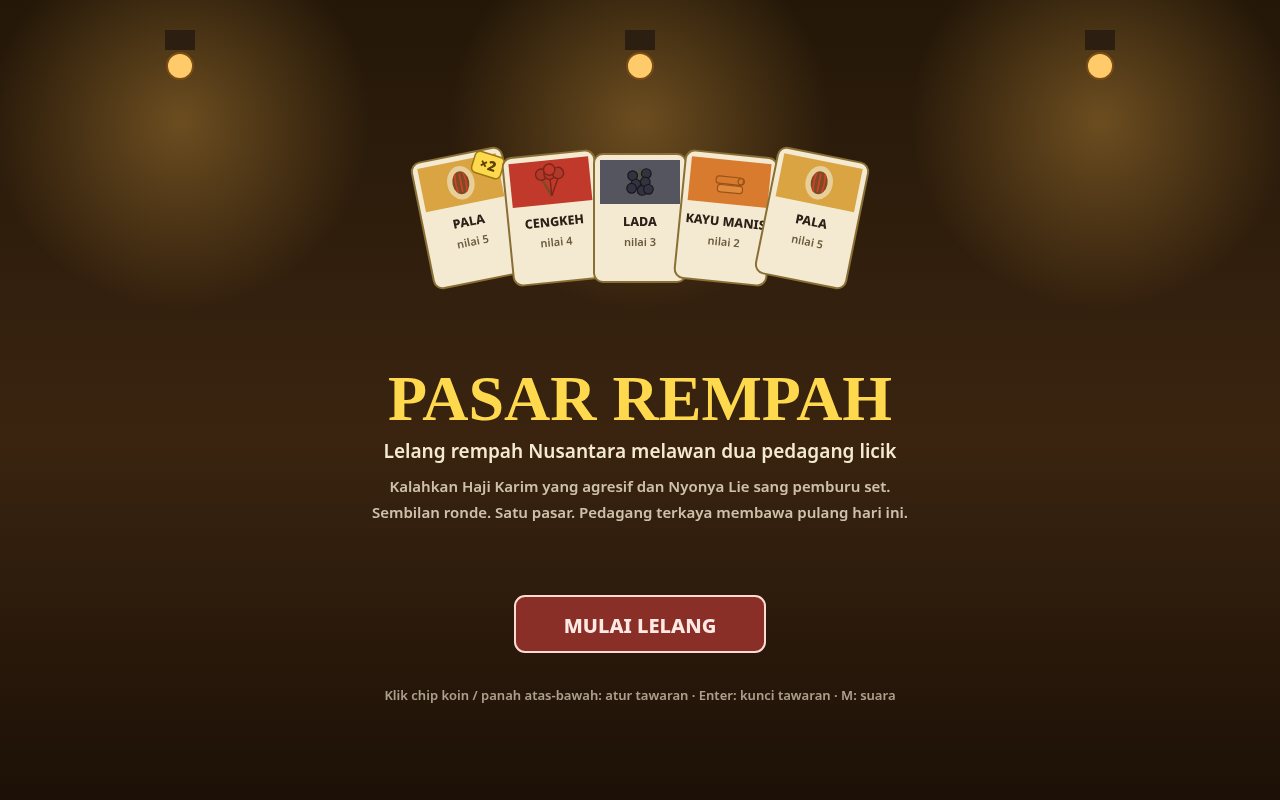 PALA
nilai 5
×2
CENGKEH
nilai 4
LADA
nilai 3
KAYU MANIS
nilai 2
PALA
nilai 5
PASAR REMPAH
Lelang rempah Nusantara melawan dua pedagang licik
Kalahkan Haji Karim yang agresif dan Nyonya Lie sang pemburu set.
Sembilan ronde. Satu pasar. Pedagang terkaya membawa pulang hari ini.
MULAI LELANG
Klik chip koin / panah atas-bawah: atur tawaran · Enter: kunci tawaran · M: suara